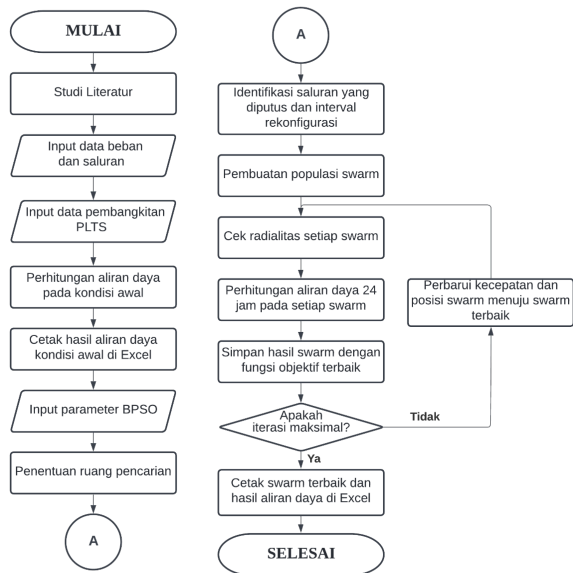 MULAI
Studi Literatur
Input data beban
dan saluran
Input data pembangkitan
PLTS
Perhitungan aliran daya
pada kondisi awal
Cetak hasil aliran daya
kondisi awal di Excel
Input parameter BPSO
Penentuan ruang pencarian
A
A
Identifikasi saluran yang
diputus dan interval
rekonfigurasi
Pembuatan populasi swarm
Cek radialitas setiap swarm
Perhitungan aliran daya 24
jam pada setiap swarm
Simpan hasil swarm dengan
fungsi objektif terbaik
Apakah
iterasi maksimal?
Tidak
Perbarui kecepatan dan
posisi swarm menuju swarm
terbaik
Ya
Cetak swarm terbaik dan
hasil aliran daya di Excel
SELESAI